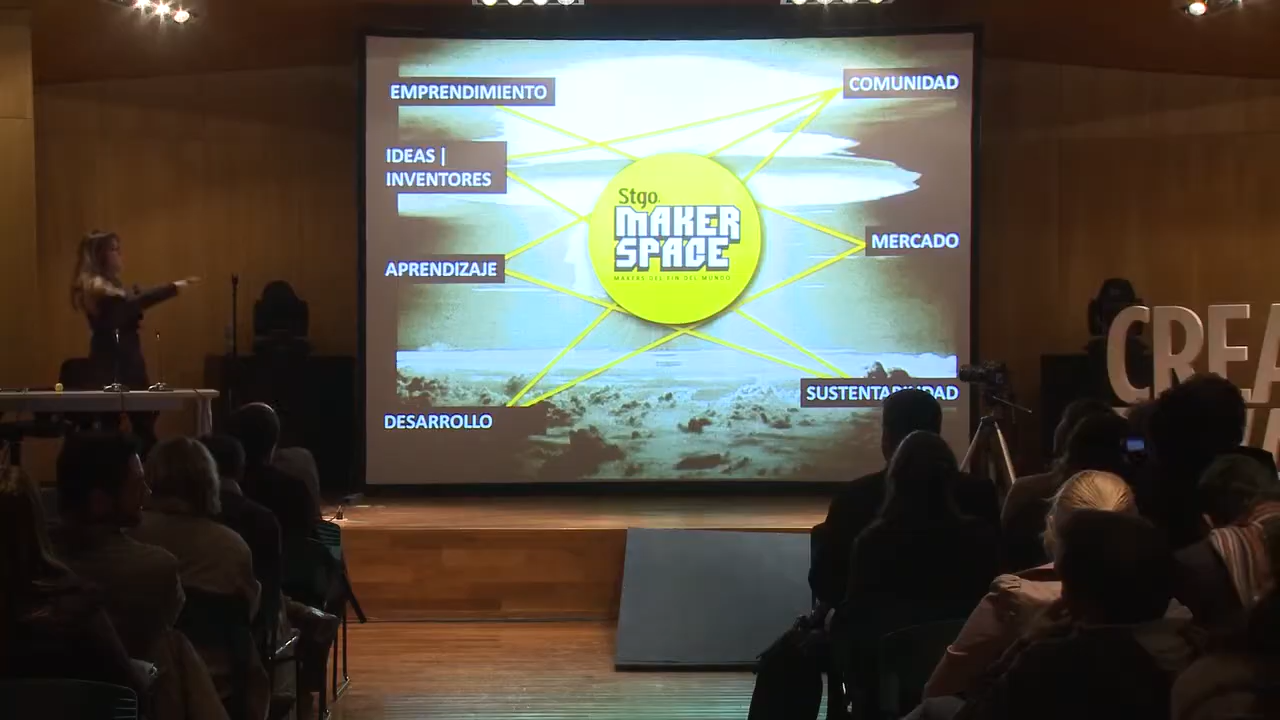 EMPRENDIMIENTO
COMUNIDAD
IDEAS |
INVENTORES
Stgo.
MAKER
SPACE
MAKERS DEL FIN DEL MUNDO
MERCADO
APRENDIZAJE
SUSTENTABILIDAD
DESARROLLO
CREA